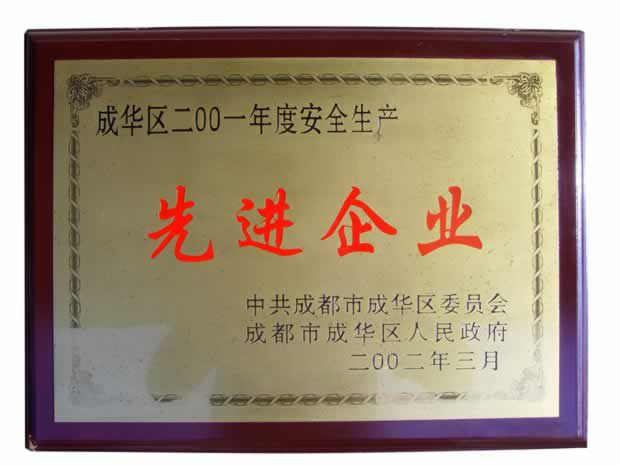 成华区二00一年度安全生产
先进企业
中共成都市成华区委员会
成都市成华区人民政府
二00二年三月